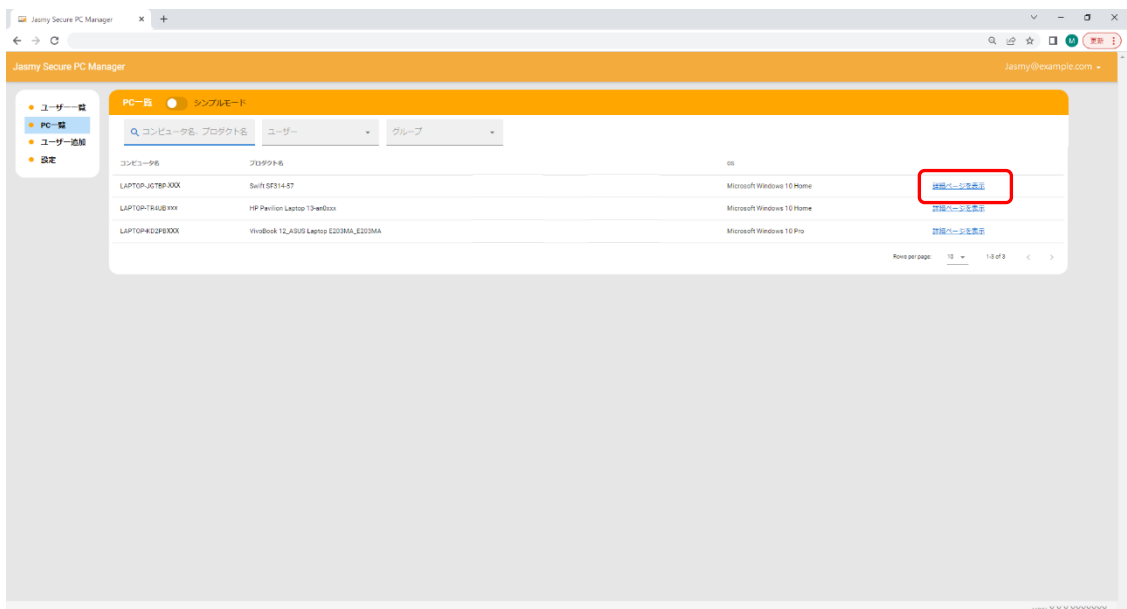 Jasmy Secure PC Manager
更新
Jasmy Secure PC Manager
Jasmy@example.com
ユーザー一覧
PC一覧
ユーザー追加
設定
PC一覧 シンプルモード
コンピュータ名、プロダクト名 ユーザー グループ
コンピュータ名 プロダクト名 OS
LAPTOP-JGTBP-XXX Swift SF314-57 Microsoft Windows 10 Home 詳細ページを表示
LAPTOP-TR4UBxxx HP Pavilion Laptop 13-an0xxx Microsoft Windows 10 Home 詳細ページを表示
LAPTOP-KD2PBXXX VivoBook 12_ASUS Laptop E203MA_E203MA Microsoft Windows 10 Pro 詳細ページを表示
Rows per page: 10 1-3 of 3